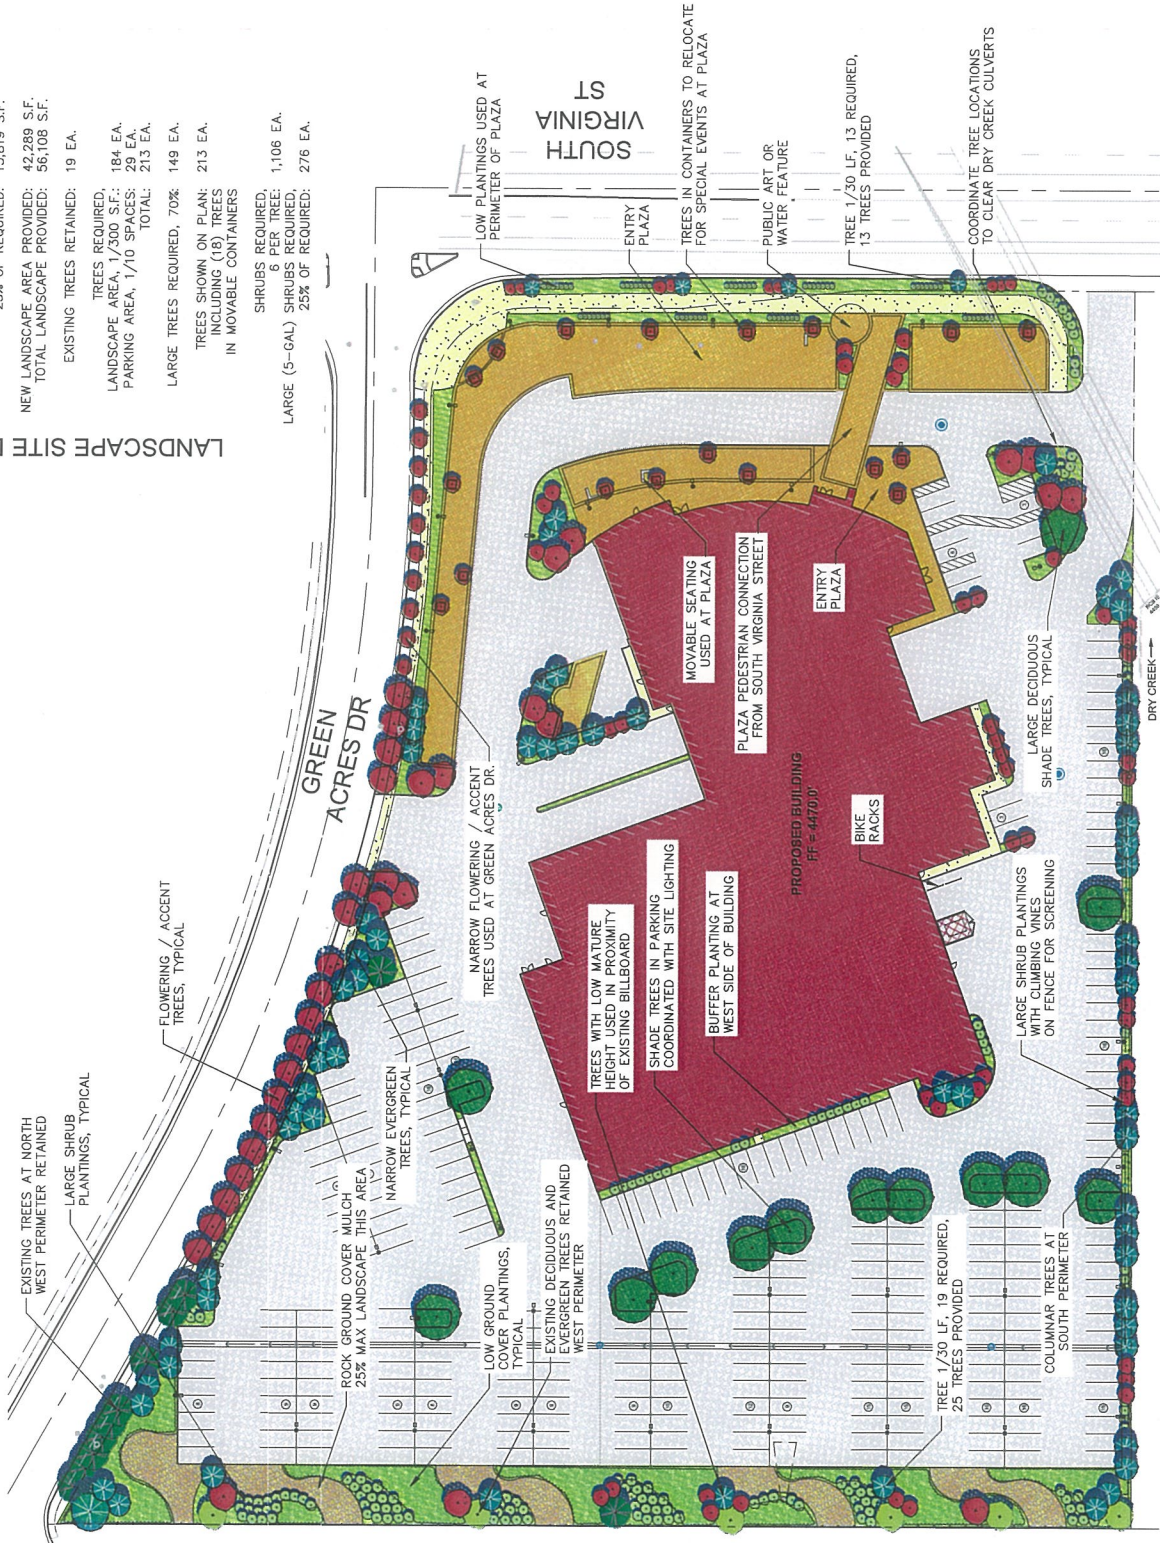 25% OF REQUIRED:
NEW LANDSCAPE AREA PROVIDED: 42,289 S.F.
TOTAL LANDSCAPE PROVIDED: 56,108 S.F.
EXISTING TREES RETAINED: 19 EA.
TREES REQUIRED,
LANDSCAPE AREA, 1/300 S.F.: 184 EA.
PARKING AREA, 1/10 SPACES: 29 EA.
TOTAL: 213 EA.
LARGE TREES REQUIRED, 70%: 149 EA.
TREES SHOWN ON PLAN: 213 EA.
INCLUDING (18) TREES
IN MOVABLE CONTAINERS
SHRUBS REQUIRED,
6 PER TREE: 1,106 EA.
LARGE (5-GAL) SHRUBS REQUIRED,
25% OF REQUIRED: 276 EA.
LANDSCAPE SITE
SOUTH
VIRGINIA
ST
GREEN
ACRES DR
LOW PLANTINGS USED AT
PERIMETER OF PLAZA
ENTRY
PLAZA
TREES IN CONTAINERS TO RELOCATE
FOR SPECIAL EVENTS AT PLAZA
PUBLIC ART OR
WATER FEATURE
TREE 1/30 LF, 13 REQUIRED,
13 TREES PROVIDED
COORDINATE TREE LOCATIONS
TO CLEAR DRY CREEK CULVERTS
MOVABLE SEATING
USED AT PLAZA
PLAZA PEDESTRIAN CONNECTION
FROM SOUTH VIRGINIA STREET
ENTRY
PLAZA
LARGE DECIDUOUS
SHADE TREES, TYPICAL
DRY CREEK
NARROW FLOWERING / ACCENT
TREES USED AT GREEN ACRES DR.
PROPOSED BUILDING
FF = 4470.0'
BIKE
RACKS
FLOWERING / ACCENT
TREES, TYPICAL
TREES WITH LOW MATURE
HEIGHT USED IN PROXIMITY
OF EXISTING BILLBOARD
SHADE TREES IN PARKING
COORDINATED WITH SITE LIGHTING
BUFFER PLANTING AT
WEST SIDE OF BUILDING
LARGE SHRUB PLANTINGS
WITH CLIMBING VINES
ON FENCE FOR SCREENING
EXISTING TREES AT NORTH
WEST PERIMETER RETAINED
LARGE SHRUB
PLANTINGS, TYPICAL
NARROW EVERGREEN
TREES, TYPICAL
ROCK GROUND COVER MULCH
25% MAX LANDSCAPE THIS AREA
LOW GROUND
COVER PLANTINGS,
TYPICAL
EXISTING DECIDUOUS AND
EVERGREEN TREES RETAINED
WEST PERIMETER
TREE 1/30 LF, 19 REQUIRED,
25 TREES PROVIDED
COLUMNAR TREES AT
SOUTH PERIMETER